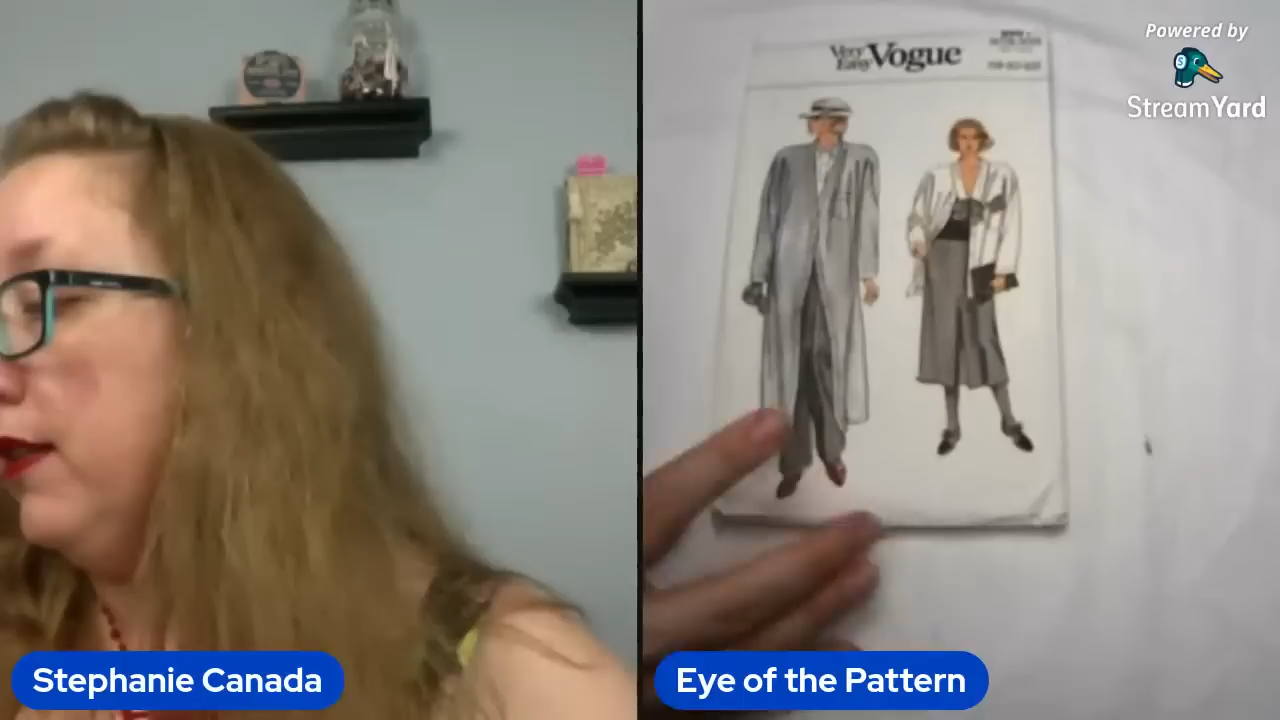 Very
Easy Vogue
Powered by
StreamYard
Stephanie Canada
Eye of the Pattern